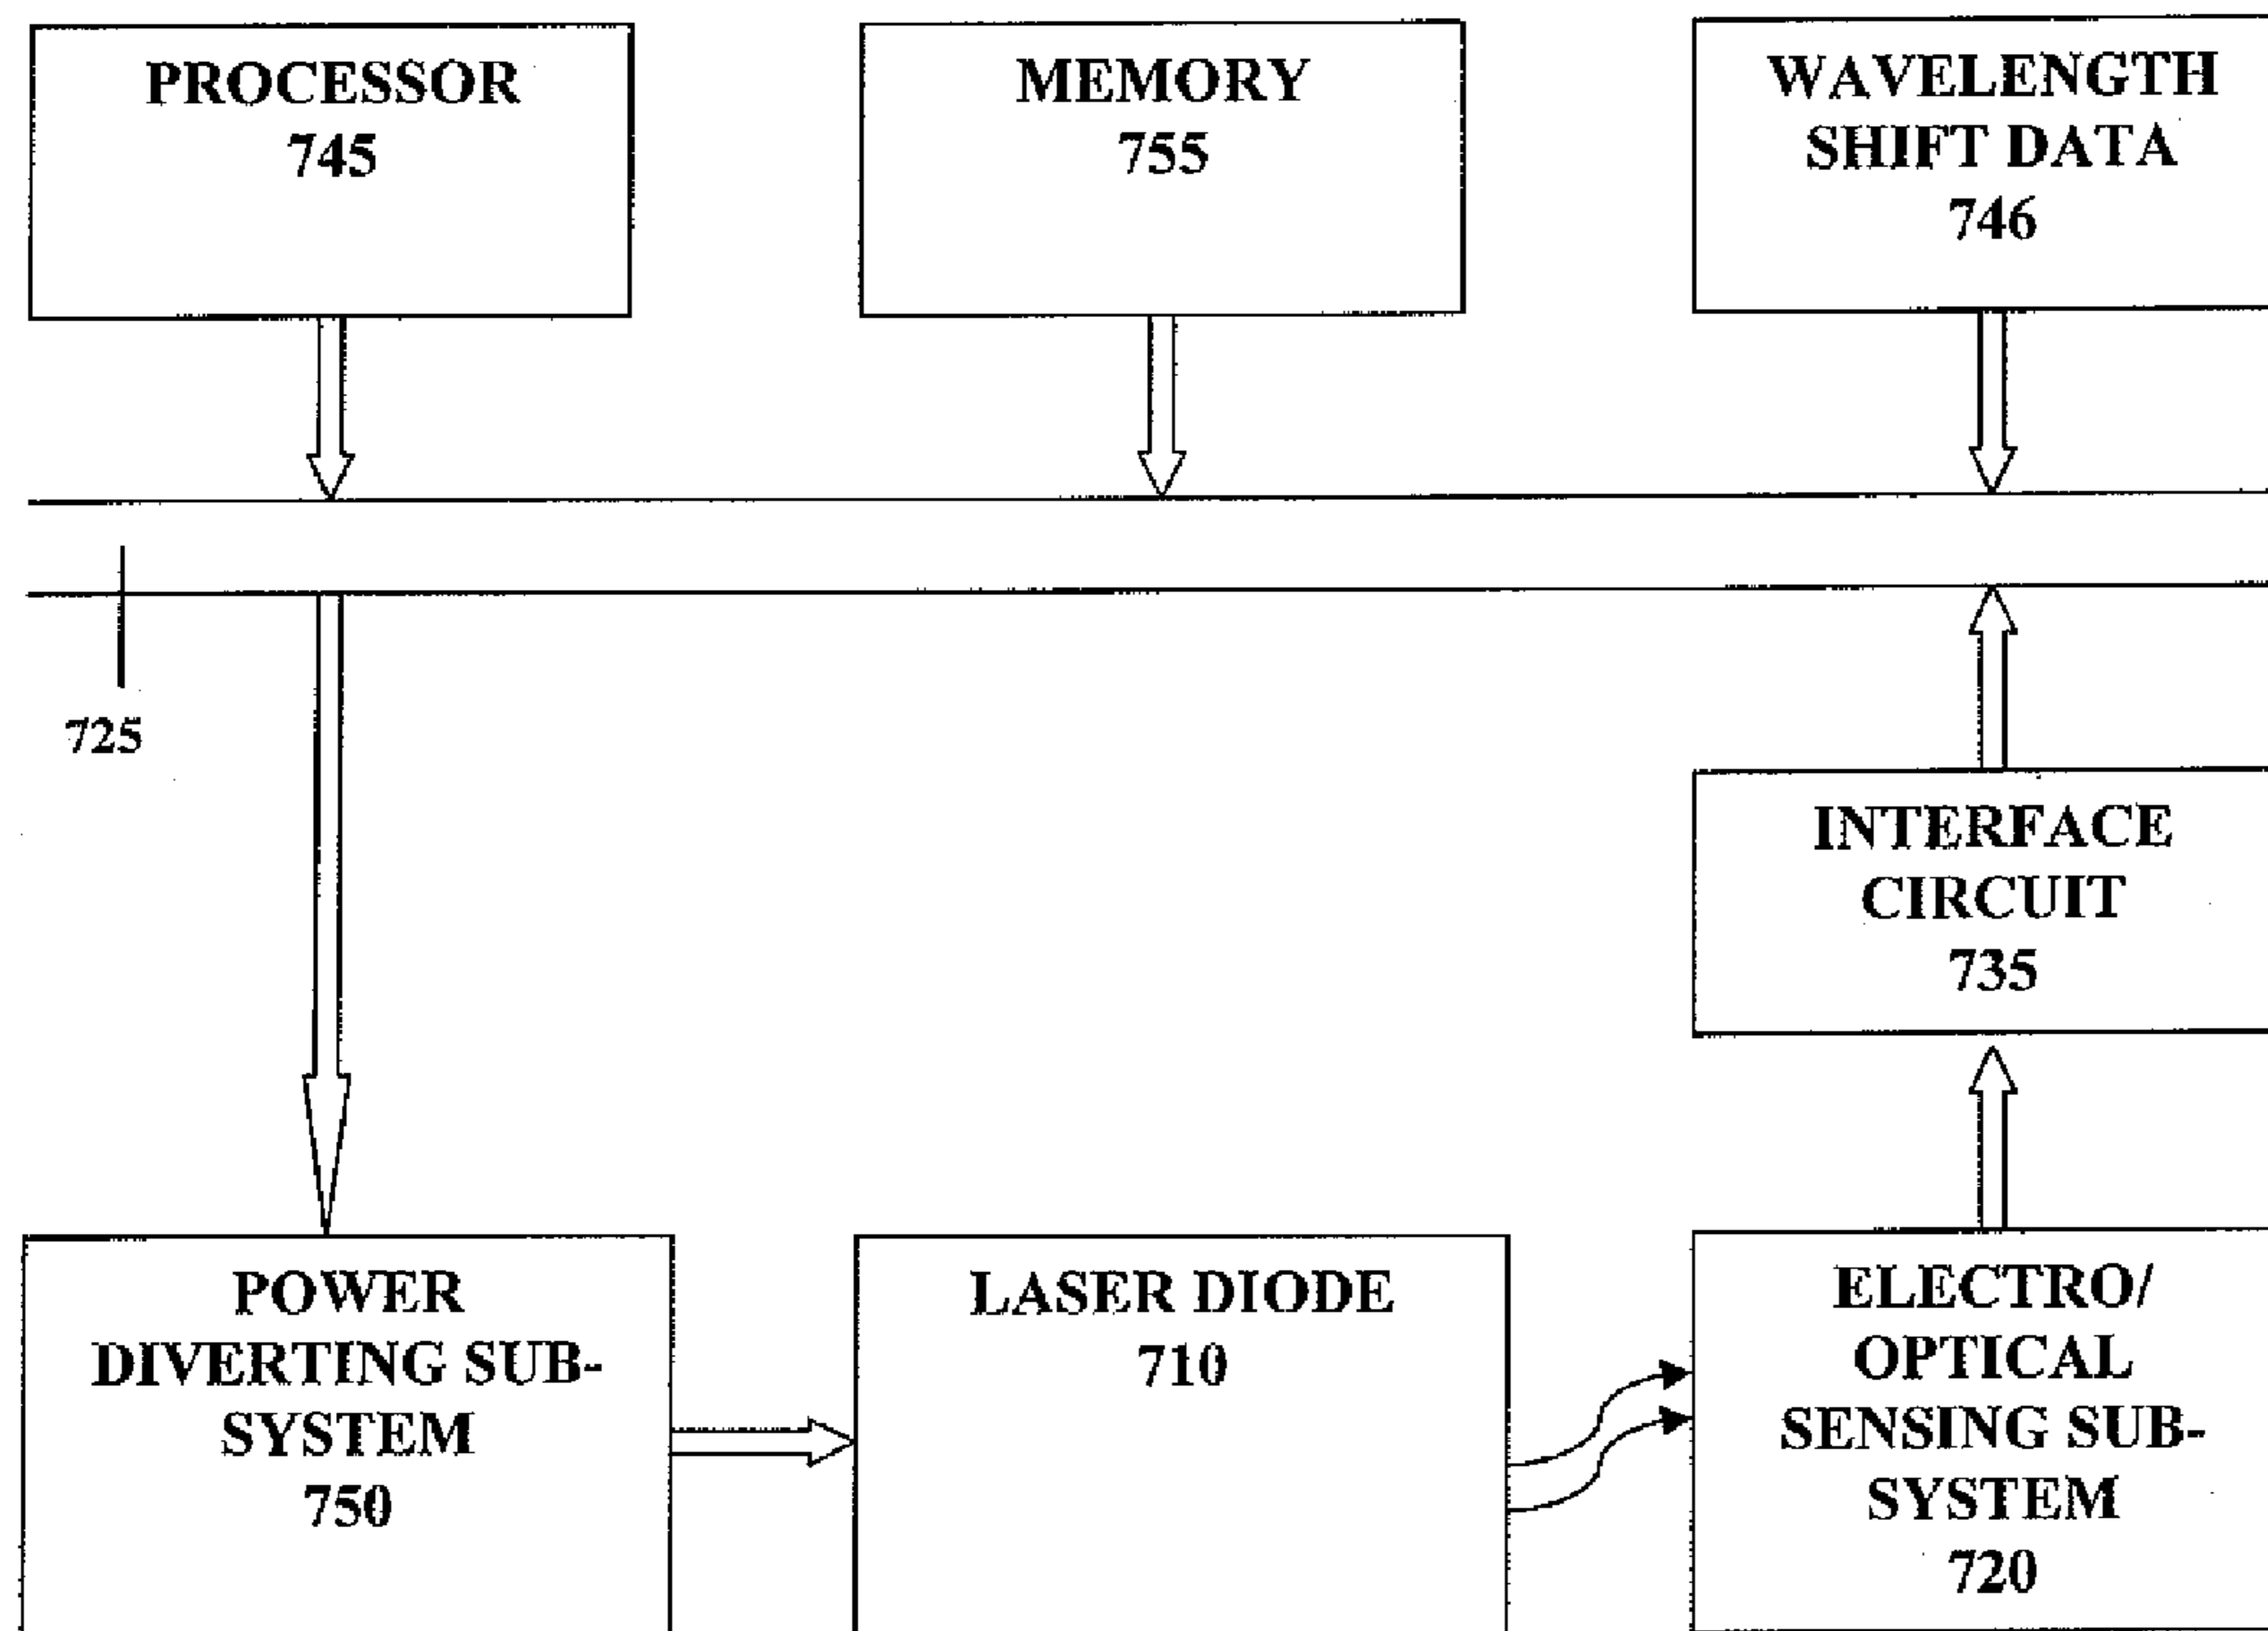 PROCESSOR
745
MEMORY
755
WAVELENGTH
SHIFT DATA
746
725
INTERFACE
CIRCUIT
735
POWER
DIVERTING SUB-
SYSTEM
750
LASER DIODE
710
ELECTRO/
OPTICAL
SENSING SUB-
SYSTEM
720